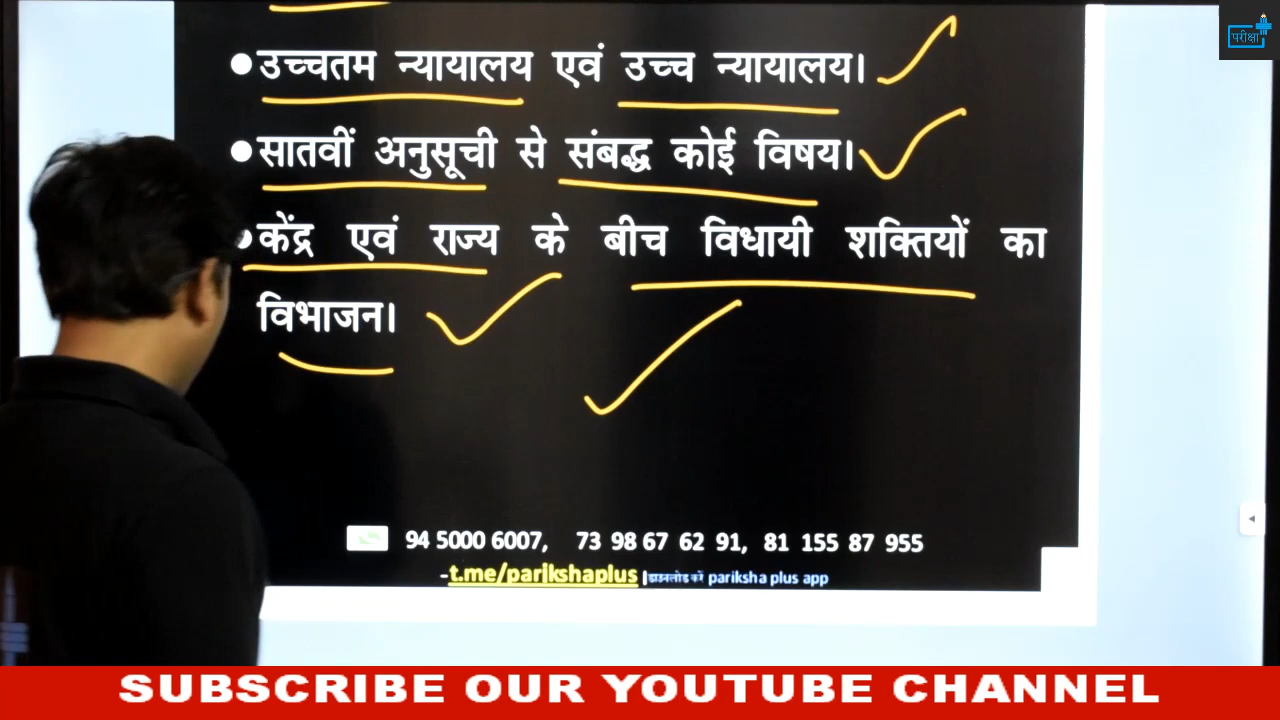 परीक्षा
●उच्चतम न्यायालय एवं उच्च न्यायालय।
●सातवीं अनुसूची से संबद्ध कोई विषय।
●केंद्र एवं राज्य के बीच विधायी शक्तियों का
विभाजन।
94 5000 6007, 73 98 67 62 91, 81 155 87 955
-t.me/parikshaplus |डाउनलोड करें pariksha plus app
SUBSCRIBE OUR YOUTUBE CHANNEL